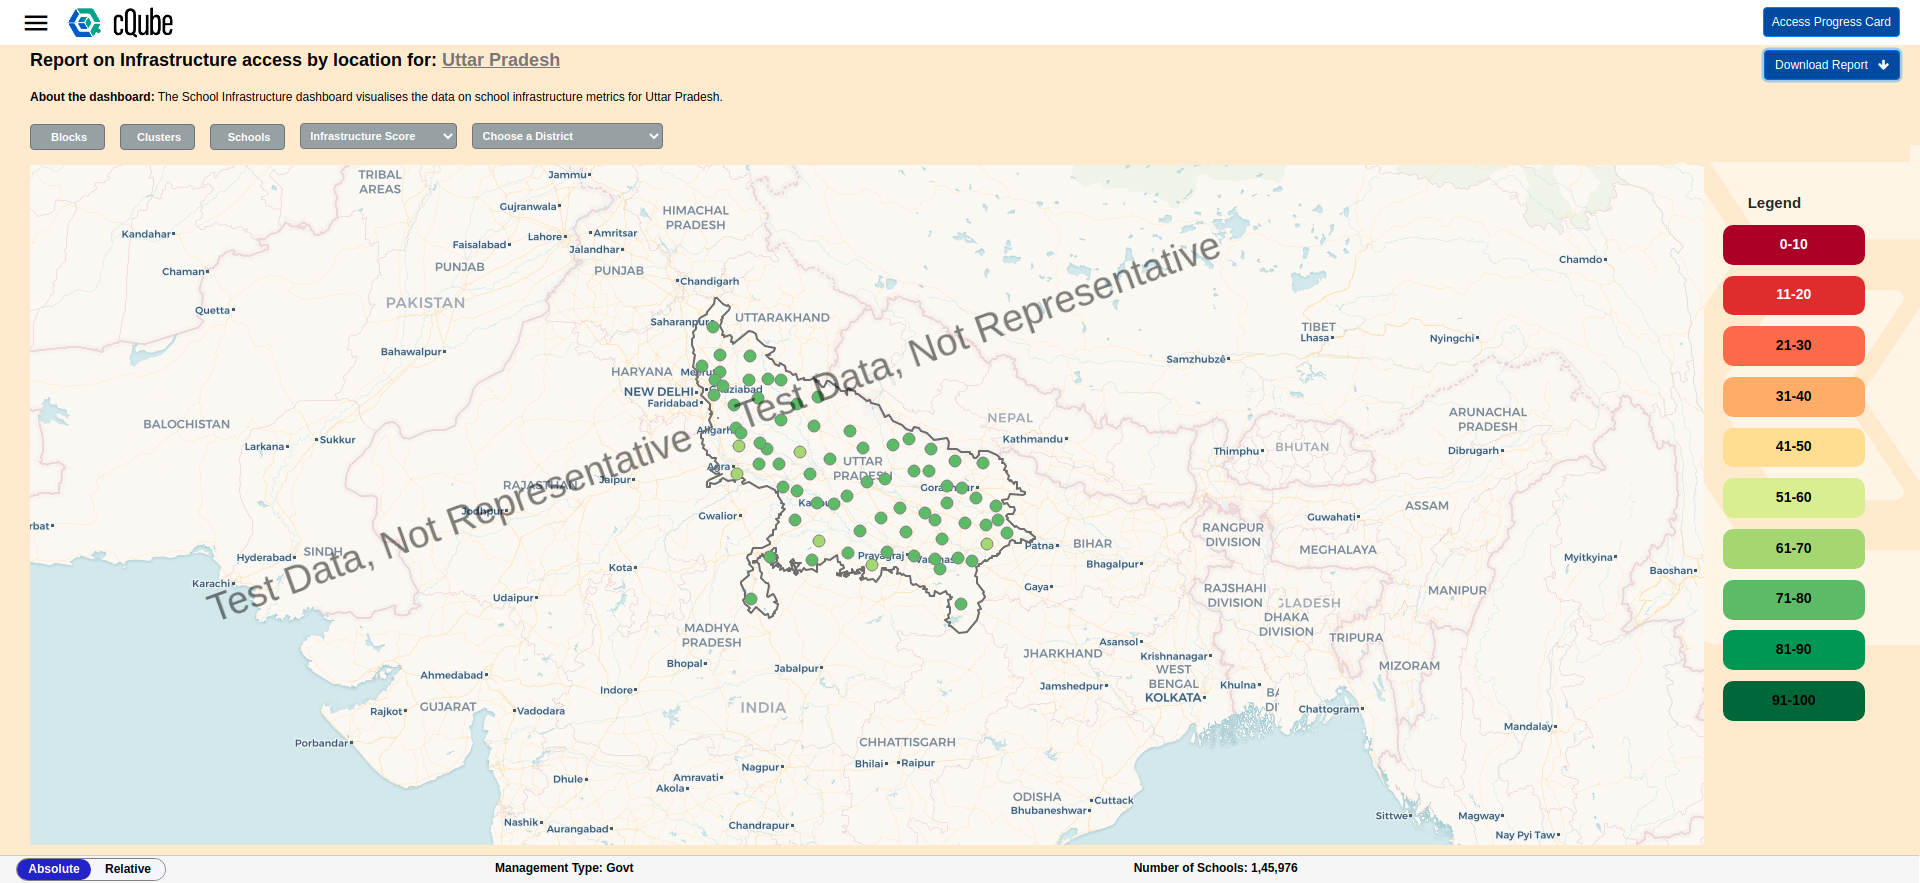 cQube
Access Progress Card
Report on Infrastructure access by location for: Uttar Pradesh
Download Report
About the dashboard: The School Infrastructure dashboard visualises the data on school infrastructure metrics for Uttar Pradesh.
Blocks
Clusters
Schools
Infrastructure Score
Choose a District
TRIBAL
AREAS
Jammu
Gujranwala
HIMACHAL
PRADESH
Kandahar
Lahore
Amritsar
Faisalabad
Jalandhar
PUNJAB
PUNJAB
Chaman
Chandigarh
Chamdo
PAKISTAN
Quetta
Saharanpur
UTTARAKHAND
TIBET
Lhasa
Nyingchi
Bahawalpur
Samzhubzê
HARYANA
NEW DELHI
Faridabad
BALOCHISTAN
NEPAL
ARUNACHAL
PRADESH
Sukkur
Larkana
Kathmandu
BHUTAN
Thimphu
Dibrugarh
UTTAR
PRADESH
Agra
Jaipur
RAJASTHAN
Jodhpur
ASSAM
Gwalior
Guwahati
rbat
RANGPUR
DIVISION
Patna
BIHAR
MEGHALAYA
SINDH
Hyderabad
Prayagraj
Bhagalpur
Myitkyina
Kota
Baoshan
Karachi
Gaya
RAJSHAHI
DIVISION
MANIPUR
Udaipur
GLADESH
DHAKA
DIVISION
MADHYA
PRADESH
TRIPURA
Asansol
JHARKHAND
Krishnanagar
Bhopal
Jabalpur
WEST
BENGAL
MIZORAM
Ahmedabad
Jamshedpur
Khulna
Indore
KOLKATA
BA
DI
GUJARAT
Rajkot
Vadodara
INDIA
Chattogram
Mandalay
Porbandar
CHHATTISGARH
Bhilai
Raipur
Nagpur
Dhule
Amravati
Akola
ODISHA
Cuttack
Bhubaneshwar
Nashik
Aurangabad
Chandrapur
Sittwe
Magway
Nay Pyi Taw
Test Data, Not Representative
Test Data, Not Representative
Legend
0-10
11-20
21-30
31-40
41-50
51-60
61-70
71-80
81-90
91-100
Absolute
Relative
Management Type: Govt
Number of Schools: 1,45,976